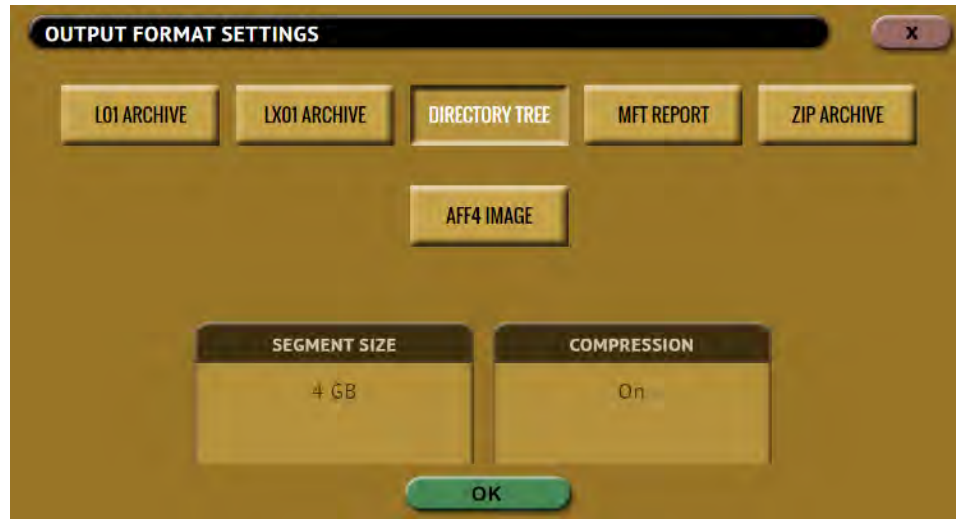 OUTPUT FORMAT SETTINGS
X
L01 ARCHIVE
LX01 ARCHIVE
DIRECTORY TREE
MFT REPORT
ZIP ARCHIVE
AFF4 IMAGE
SEGMENT SIZE
COMPRESSION
4 GB
On
OK